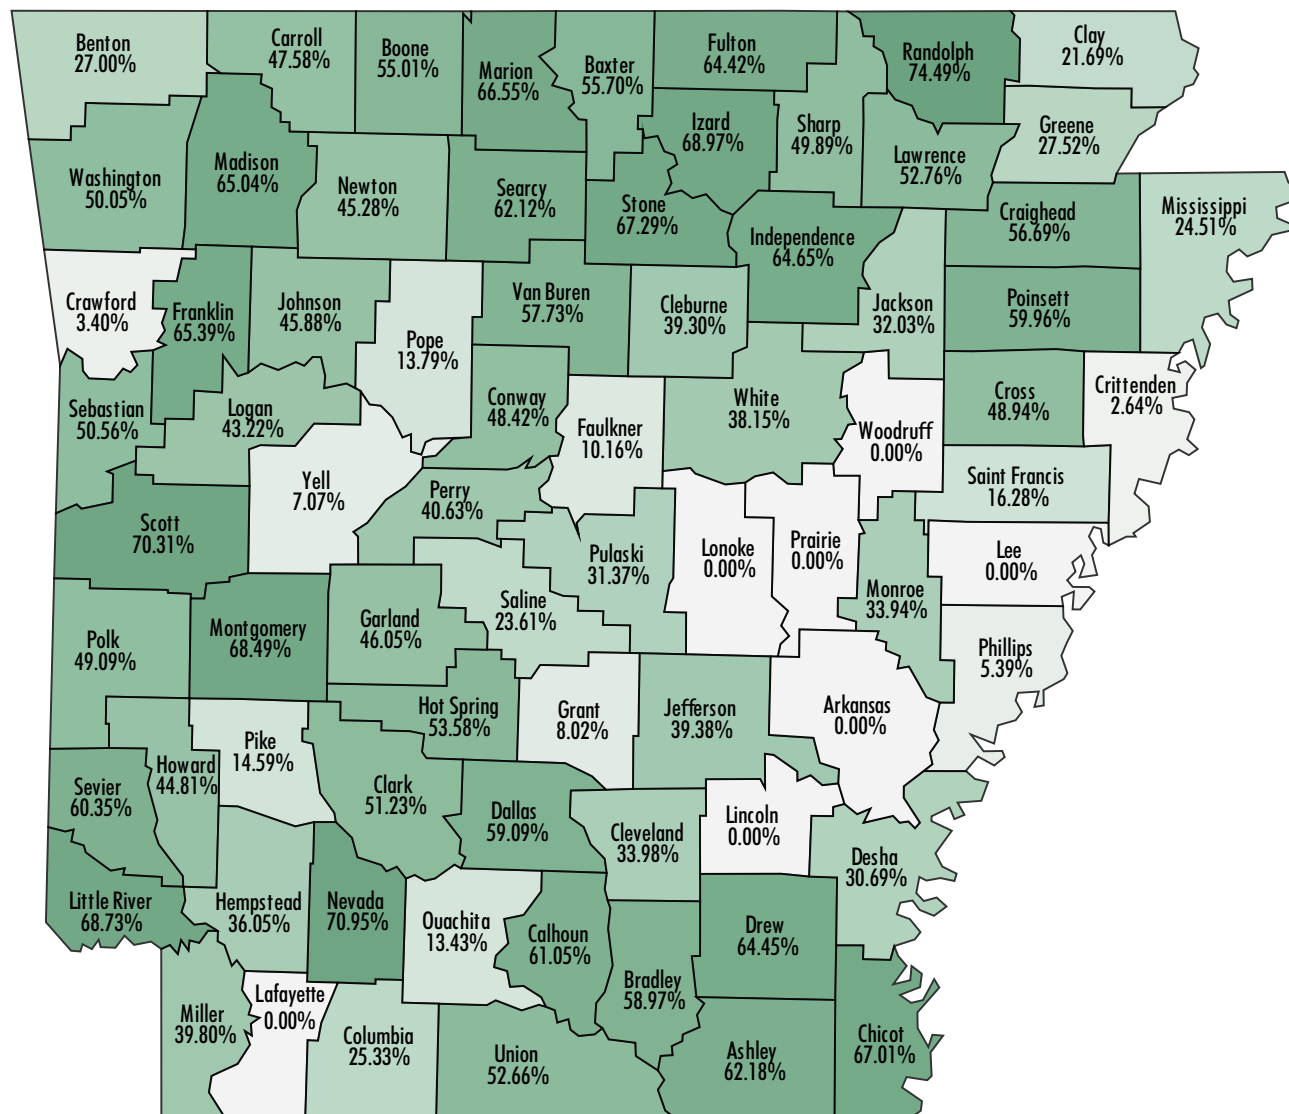 Benton
27.00%
Carroll
47.58%
Boone
55.01%
Marion
66.55%
Baxter
55.70%
Fulton
64.42%
Randolph
74.49%
Clay
21.69%
Izard
68.97%
Sharp
49.89%
Greene
27.52%
Lawrence
52.76%
Washington
50.05%
Madison
65.04%
Newton
45.28%
Searcy
62.12%
Stone
67.29%
Independence
64.65%
Craighead
56.69%
Mississippi
24.51%
Crawford
3.40%
Franklin
65.39%
Johnson
45.88%
Pope
13.79%
Van Buren
57.73%
Cleburne
39.30%
Jackson
32.03%
Poinsett
59.96%
Sebastian
50.56%
Logan
43.22%
Conway
48.42%
Faulkner
10.16%
White
38.15%
Woodruff
0.00%
Cross
48.94%
Crittenden
2.64%
Scott
70.31%
Yell
7.07%
Perry
40.63%
Saint Francis
16.28%
Pulaski
31.37%
Lonoke
0.00%
Prairie
0.00%
Lee
0.00%
Monroe
33.94%
Polk
49.09%
Montgomery
68.49%
Garland
46.05%
Saline
23.61%
Phillips
5.39%
Hot Spring
53.58%
Grant
8.02%
Jefferson
39.38%
Arkansas
0.00%
Sevier
60.35%
Howard
44.81%
Pike
14.59%
Clark
51.23%
Dallas
59.09%
Cleveland
33.98%
Lincoln
0.00%
Desha
30.69%
Little River
68.73%
Hempstead
36.05%
Nevada
70.95%
Ouachita
13.43%
Calhoun
61.05%
Bradley
58.97%
Drew
64.45%
Miller
39.80%
Lafayette
0.00%
Columbia
25.33%
Union
52.66%
Ashley
62.18%
Chicot
67.01%